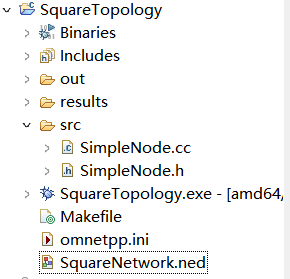 SquareTopology
Binaries
Includes
out
results
src
SimpleNode.cc
SimpleNode.h
SquareTopology.exe - [amd64/
Makefile
omnetpp.ini
SquareNetwork.ned